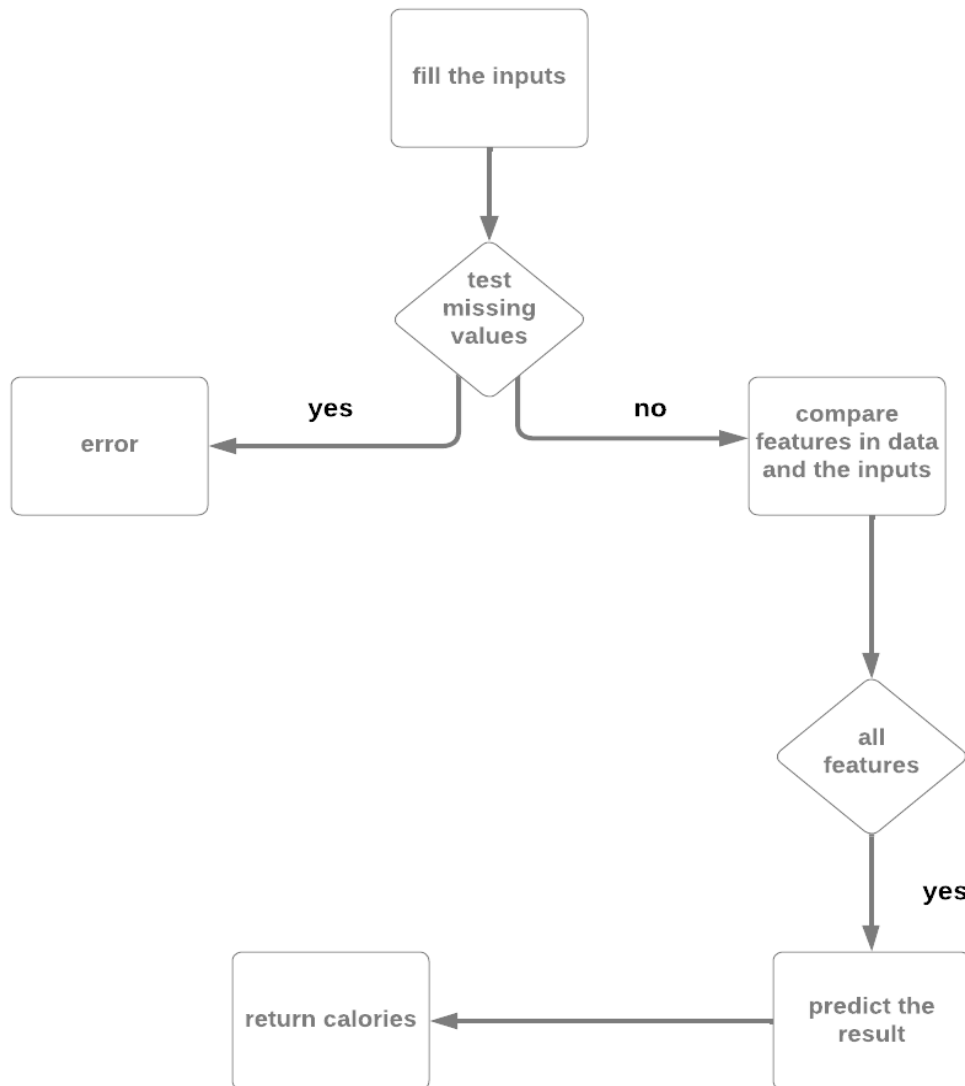 fill the inputs
test
missing
values
yes
no
error
compare
features in data
and the inputs
all
features
yes
return calories
predict the
result